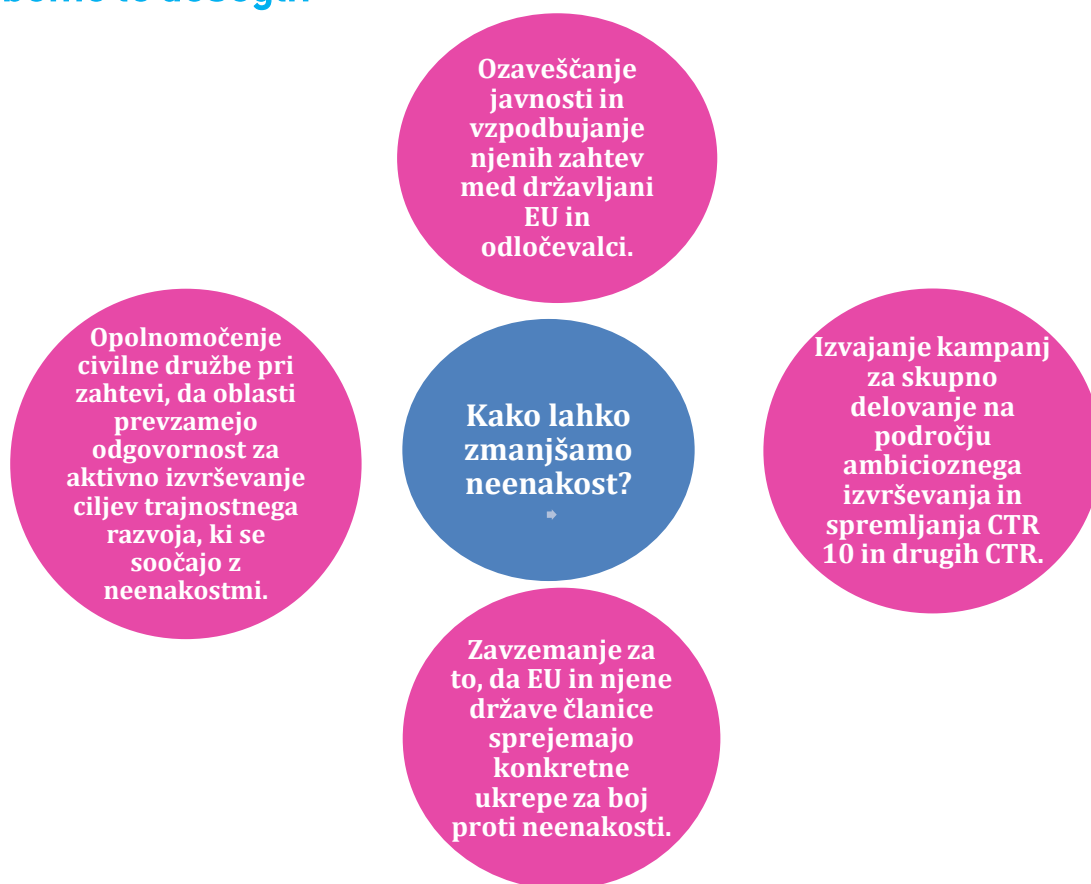 Ozaveščanje
javnosti in
vzpodbujanje
njenih zahtev
med državljani
EU in
odločevalci.
Opolnomočenje
civilne družbe pri
zahtevi, da oblasti
prevzamejo
odgovornost za
aktivno izvrševanje
ciljev trajnostnega
razvoja, ki se
soočajo z
neenakostmi.
Kako lahko
zmanjšamo
neenakost?
Izvajanje kampanj
za skupno
delovanje na
področju
ambicioznega
izvrševanja in
spremljanja CTR
10 in drugih CTR.
Zavzemanje za
to, da EU in njene
države članice
sprejemajo
konkretne
ukrepe za boj
proti neenakosti.